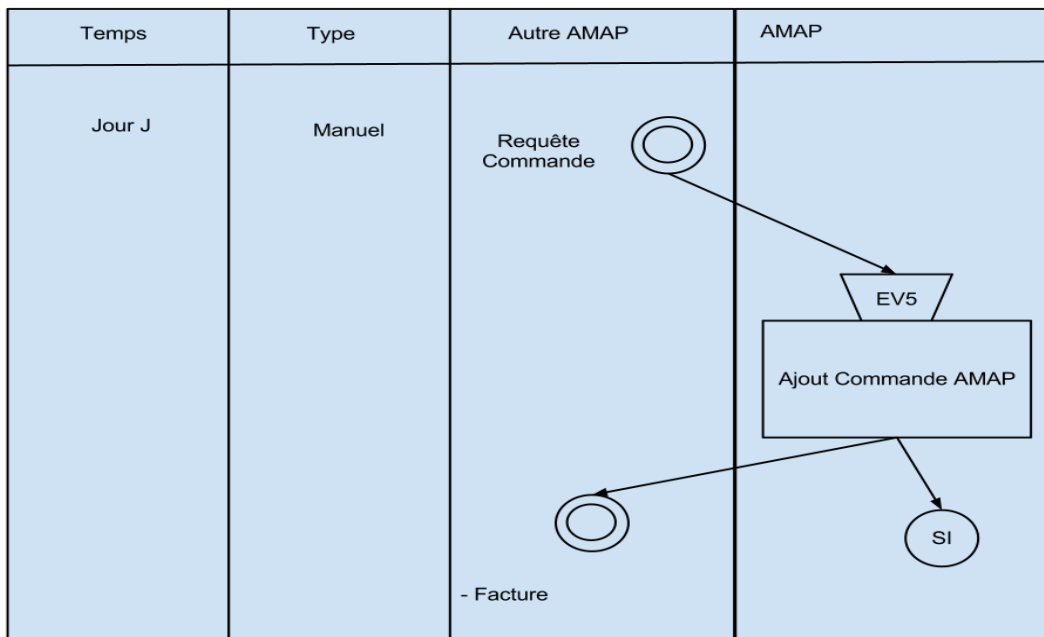 Temps
Type
Autre AMAP
AMAP
Jour J
Manuel
Requête
Commande
EV5
Ajout Commande AMAP
SI
- Facture